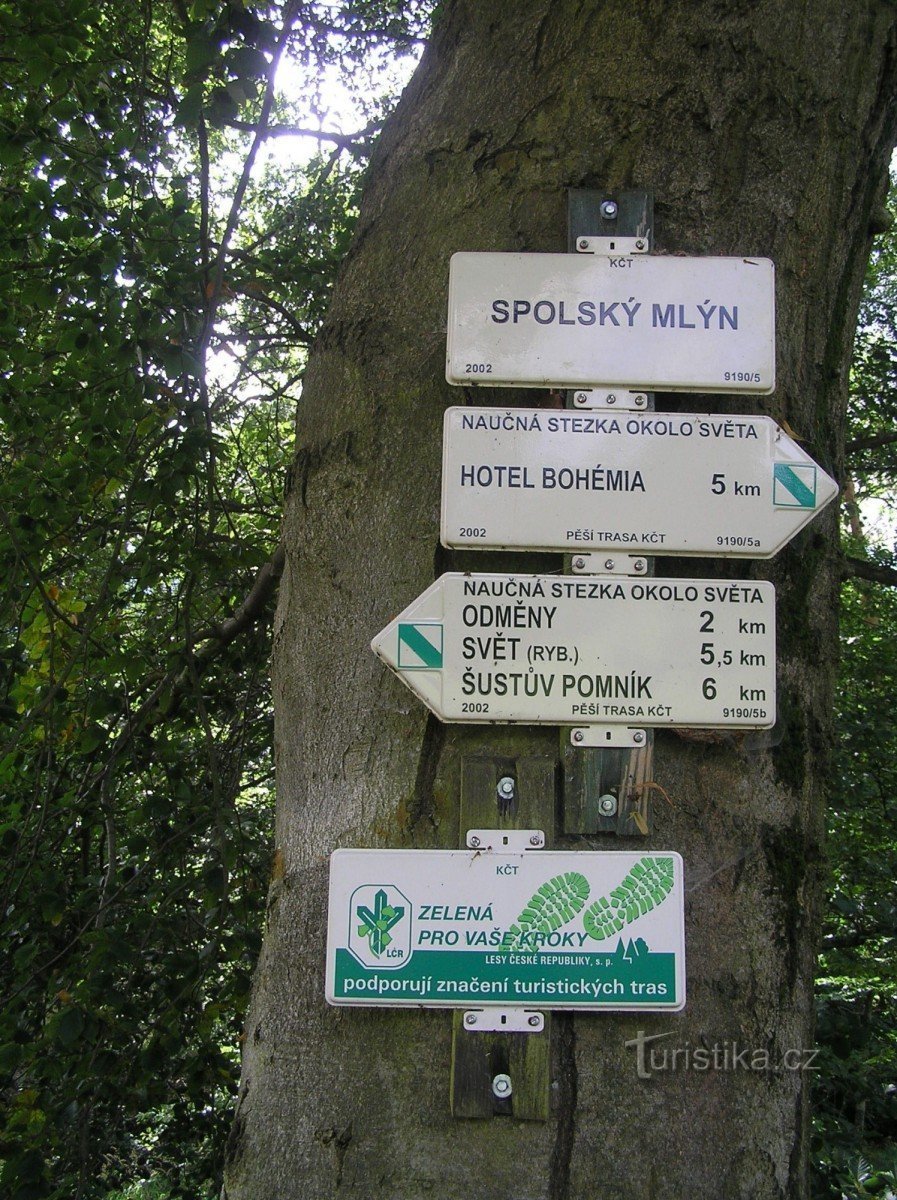 KČT
SPOLSKÝ MLÝN
2002 9190/5
NAUČNÁ STEZKA OKOLO SVĚTA
HOTEL BOHÉMIA 5 km
2002 PĚŠÍ TRASA KČT 9190/5a
NAUČNÁ STEZKA OKOLO SVĚTA
ODMĚNY 2 km
SVĚT (RYB.) 5,5 km
ŠUSTŮV POMNÍK 6 km
2002 PĚŠÍ TRASA KČT 9190/5b
KČT
ZELENÁ
PRO VAŠE KROKY
LČR
LESY ČESKÉ REPUBLIKY, s. p.
podporují značení turistických tras
Turistika.cz